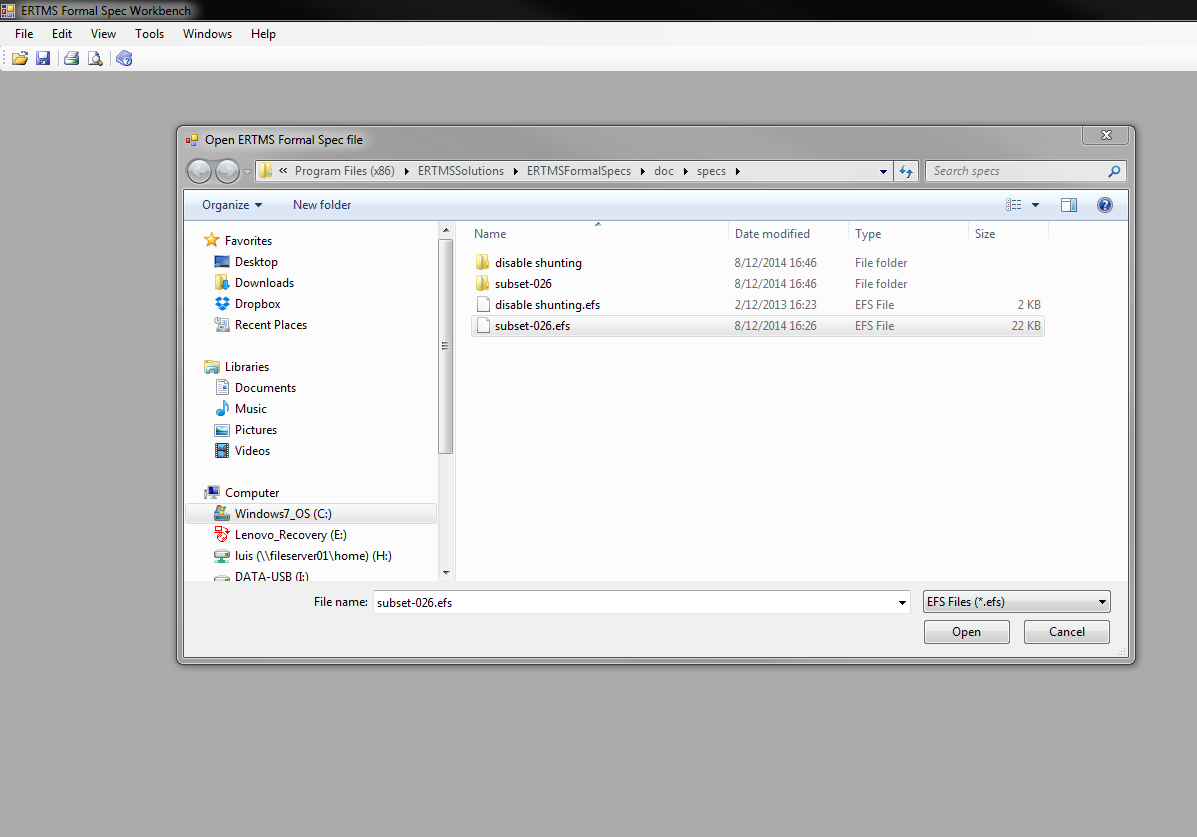 ERTMS Formal Spec Workbench
File Edit View Tools Windows Help
Open ERTMS Formal Spec file
« Program Files (x86) ERTMSSolutions ERTMSFormalSpecs doc specs
Search specs
Organize New folder
Favorites
Desktop
Downloads
Dropbox
Recent Places
Libraries
Documents
Music
Pictures
Videos
Computer
Windows7_OS (C:)
Lenovo_Recovery (E:)
luis (\\fileserver01\home) (H:)
DATA-USB (I:)
Name Date modified Type Size
disable shunting 8/12/2014 16:46 File folder
subset-026 8/12/2014 16:46 File folder
disable shunting.efs 2/12/2013 16:23 EFS File 2 KB
subset-026.efs 8/12/2014 16:26 EFS File 22 KB
File name: subset-026.efs EFS Files (*.efs)
Open Cancel